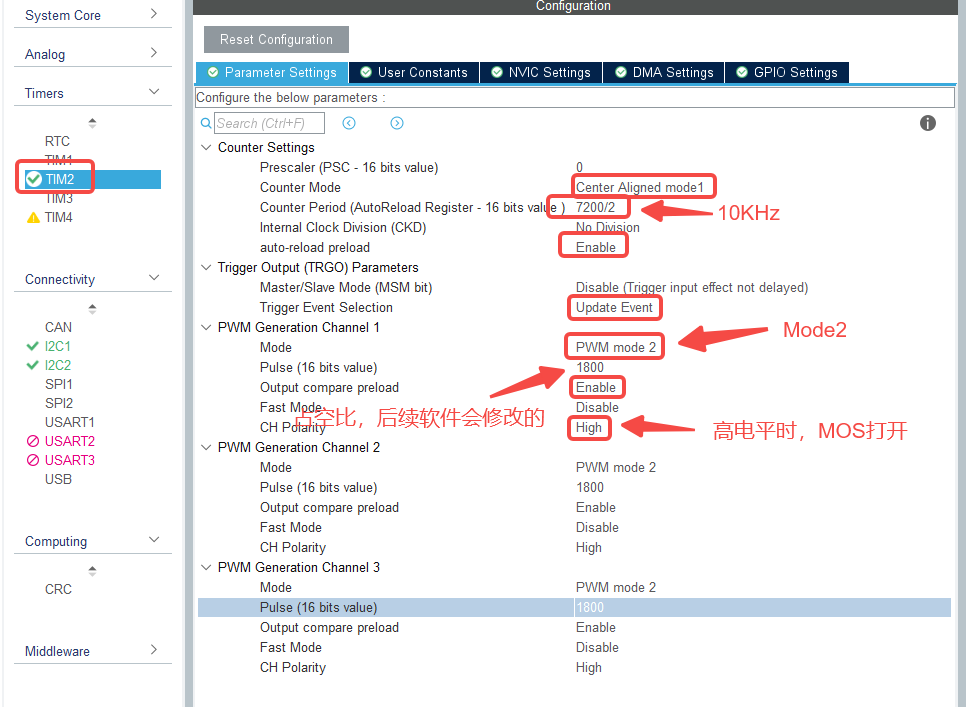 Configuration
System Core
Analog
Timers
RTC
TIM1
TIM2
TIM3
TIM4
Connectivity
CAN
I2C1
I2C2
SPI1
SPI2
USART1
USART2
USART3
USB
Computing
CRC
Middleware
Reset Configuration
Parameter Settings
User Constants
NVIC Settings
DMA Settings
GPIO Settings
Configure the below parameters :
Search (Ctrl+F)
Counter Settings
Prescaler (PSC - 16 bits value) 0
Counter Mode Center Aligned mode1
Counter Period (AutoReload Register - 16 bits value ) 7200/2 10KHz
Internal Clock Division (CKD) No Division
auto-reload preload Enable
Trigger Output (TRGO) Parameters
Master/Slave Mode (MSM bit) Disable (Trigger input effect not delayed)
Trigger Event Selection Update Event
PWM Generation Channel 1
Mode PWM mode 2 Mode2
Pulse (16 bits value) 1800
Output compare preload Enable
Fast Mode Disable
占空比，后续软件会修改的
CH Polarity High 高电平时，MOS打开
PWM Generation Channel 2
Mode PWM mode 2
Pulse (16 bits value) 1800
Output compare preload Enable
Fast Mode Disable
CH Polarity High
PWM Generation Channel 3
Mode PWM mode 2
Pulse (16 bits value) 1800
Output compare preload Enable
Fast Mode Disable
CH Polarity High